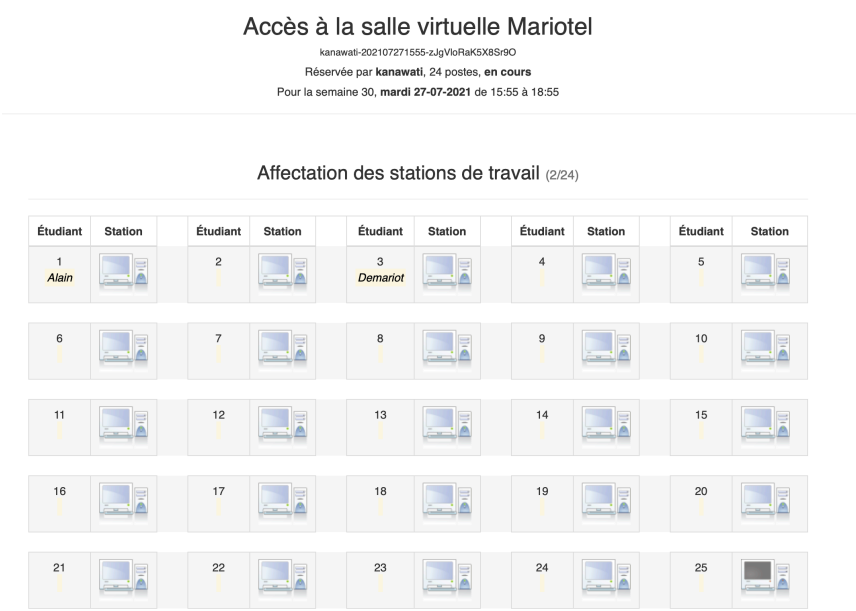 Accès à la salle virtuelle Mariotel
kanawati-202107271555-zJgVloRaK5X8Sr9O
Réservée par kanawati, 24 postes, en cours
Pour la semaine 30, mardi 27-07-2021 de 15:55 à 18:55
Affectation des stations de travail (2/24)
Étudiant Station Étudiant Station Étudiant Station Étudiant Station Étudiant Station
1 2 3 4 5
Alain Demariot
6 7 8 9 10
11 12 13 14 15
16 17 18 19 20
21 22 23 24 25